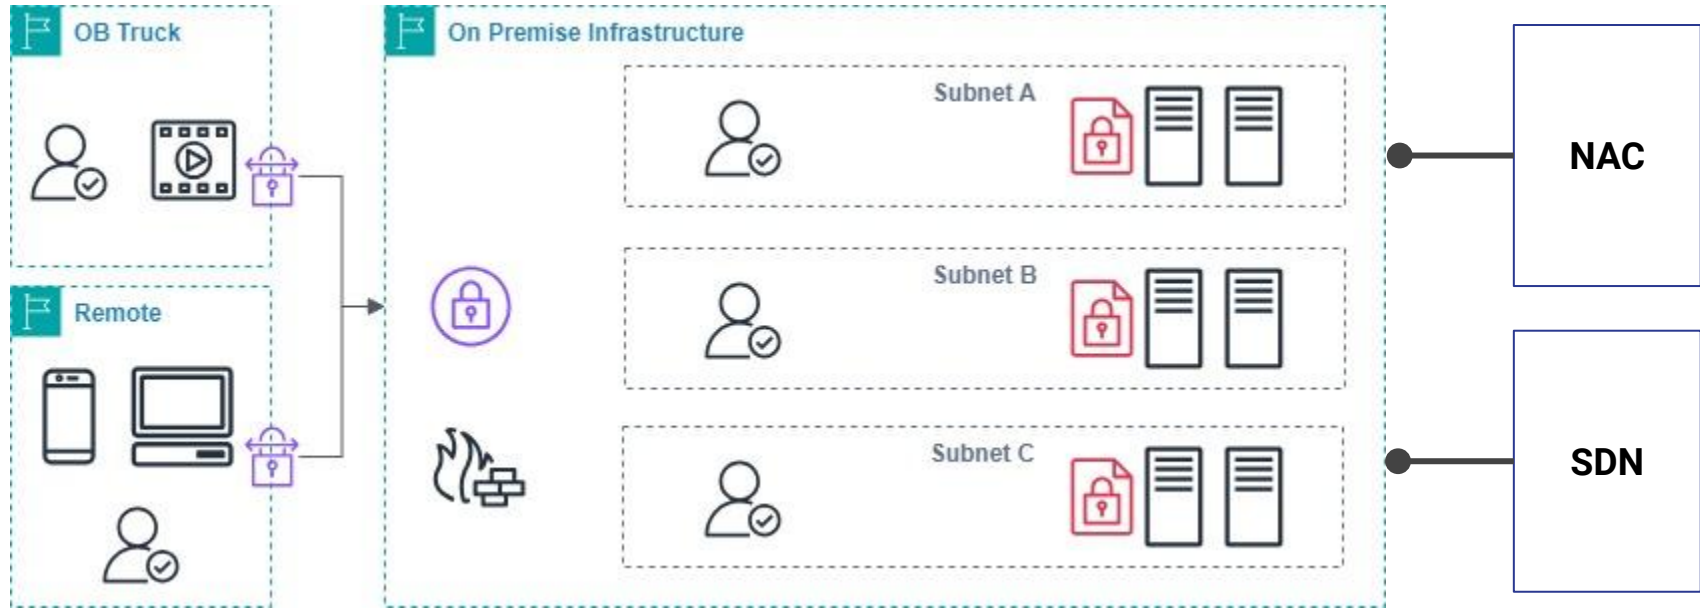 OB Truck
On Premise Infrastructure
Subnet A
NAC
Remote
Subnet B
SDN
Subnet C